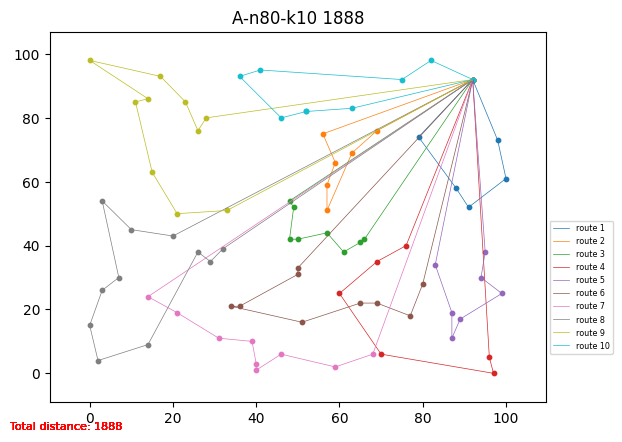 A-n80-k10 1888
100
80
60
40
20
0
0 20 40 60 80 100
route 1
route 2
route 3
route 4
route 5
route 6
route 7
route 8
route 9
route 10
Total distance: 1888